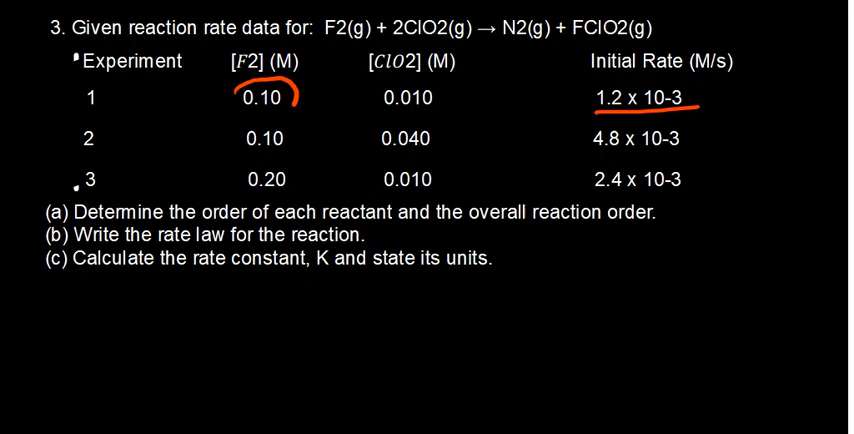 3. Given reaction rate data for: F2(g) + 2ClO2(g) → N2(g) + FClO2(g)
Experiment [F2] (M) [ClO2] (M) Initial Rate (M/s)
1 0.10 0.010 1.2 x 10-3
2 0.10 0.040 4.8 x 10-3
3 0.20 0.010 2.4 x 10-3
(a) Determine the order of each reactant and the overall reaction order.
(b) Write the rate law for the reaction.
(c) Calculate the rate constant, K and state its units.